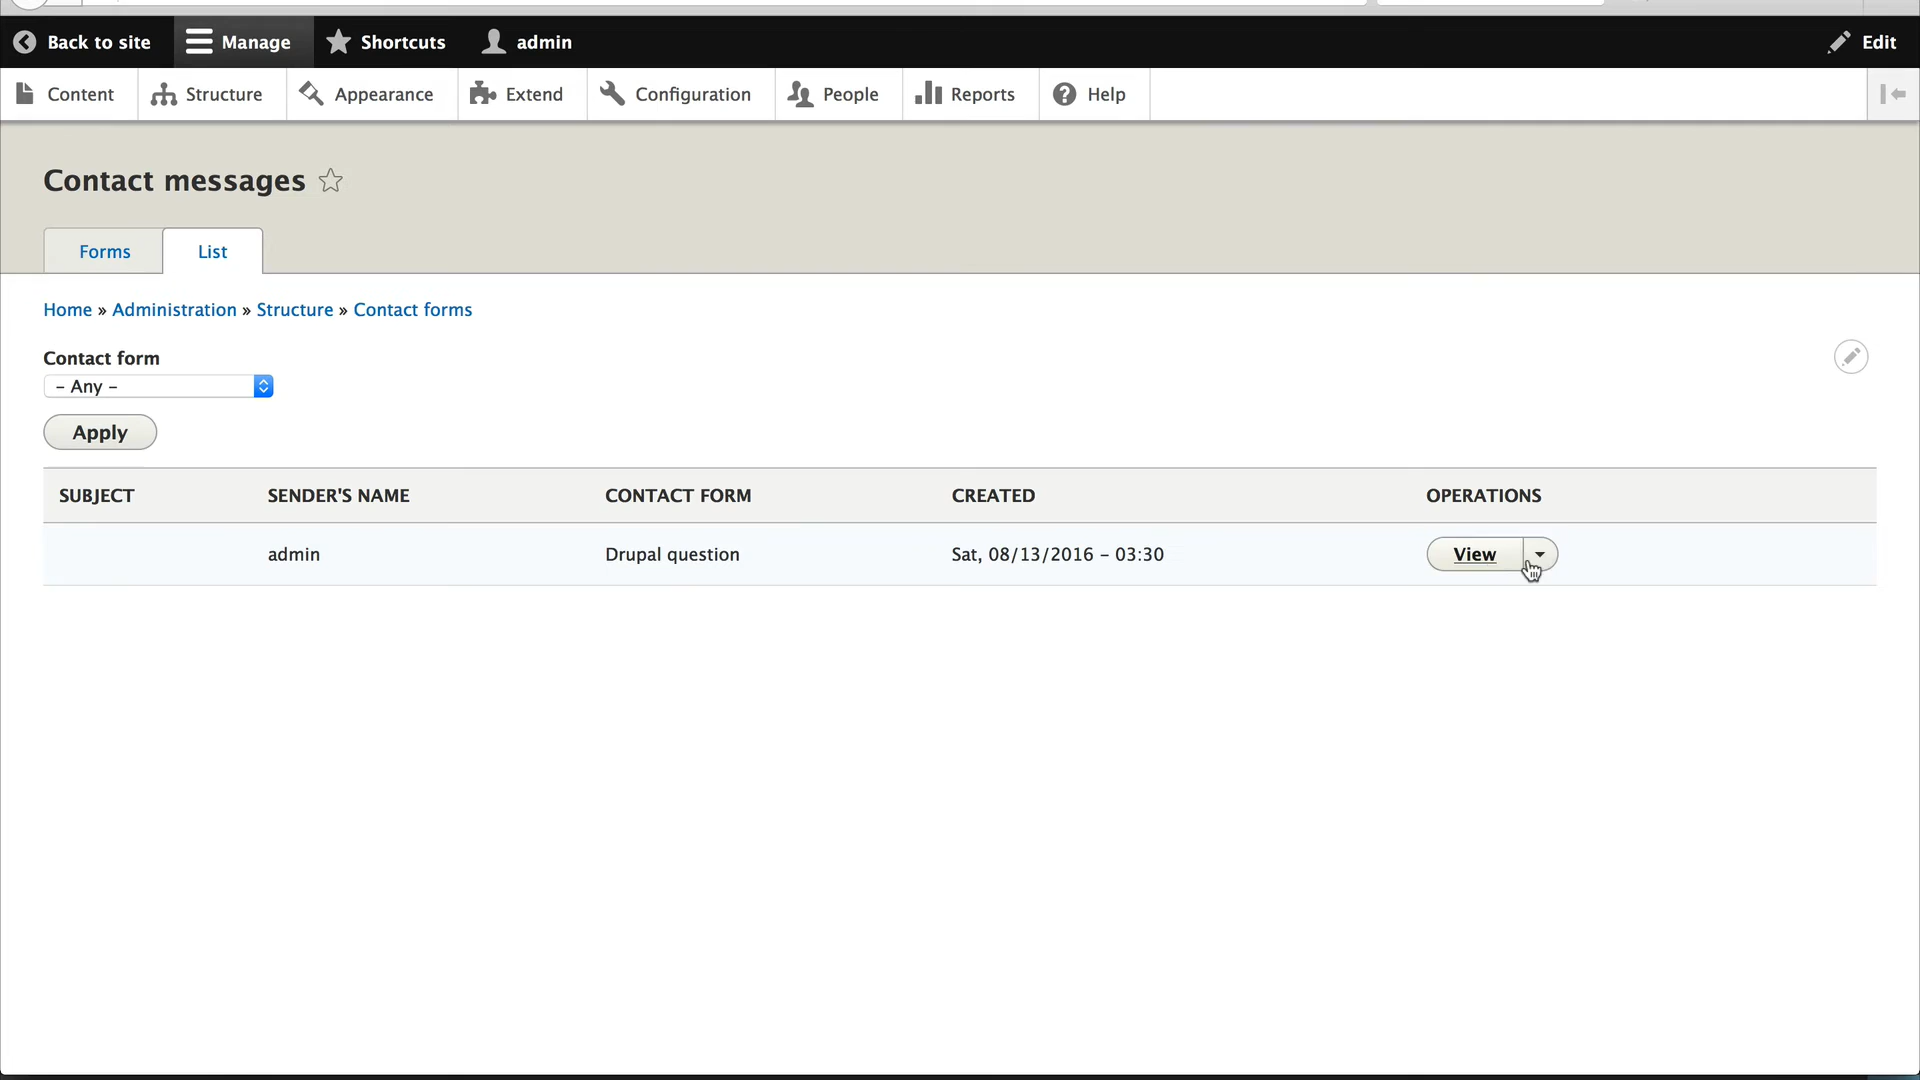 Back to site Manage Shortcuts admin Edit
Content Structure Appearance Extend Configuration People Reports Help
Contact messages
Forms List
Home » Administration » Structure » Contact forms
Contact form
- Any -
Apply
SUBJECT SENDER'S NAME CONTACT FORM CREATED OPERATIONS
admin Drupal question Sat, 08/13/2016 - 03:30 View